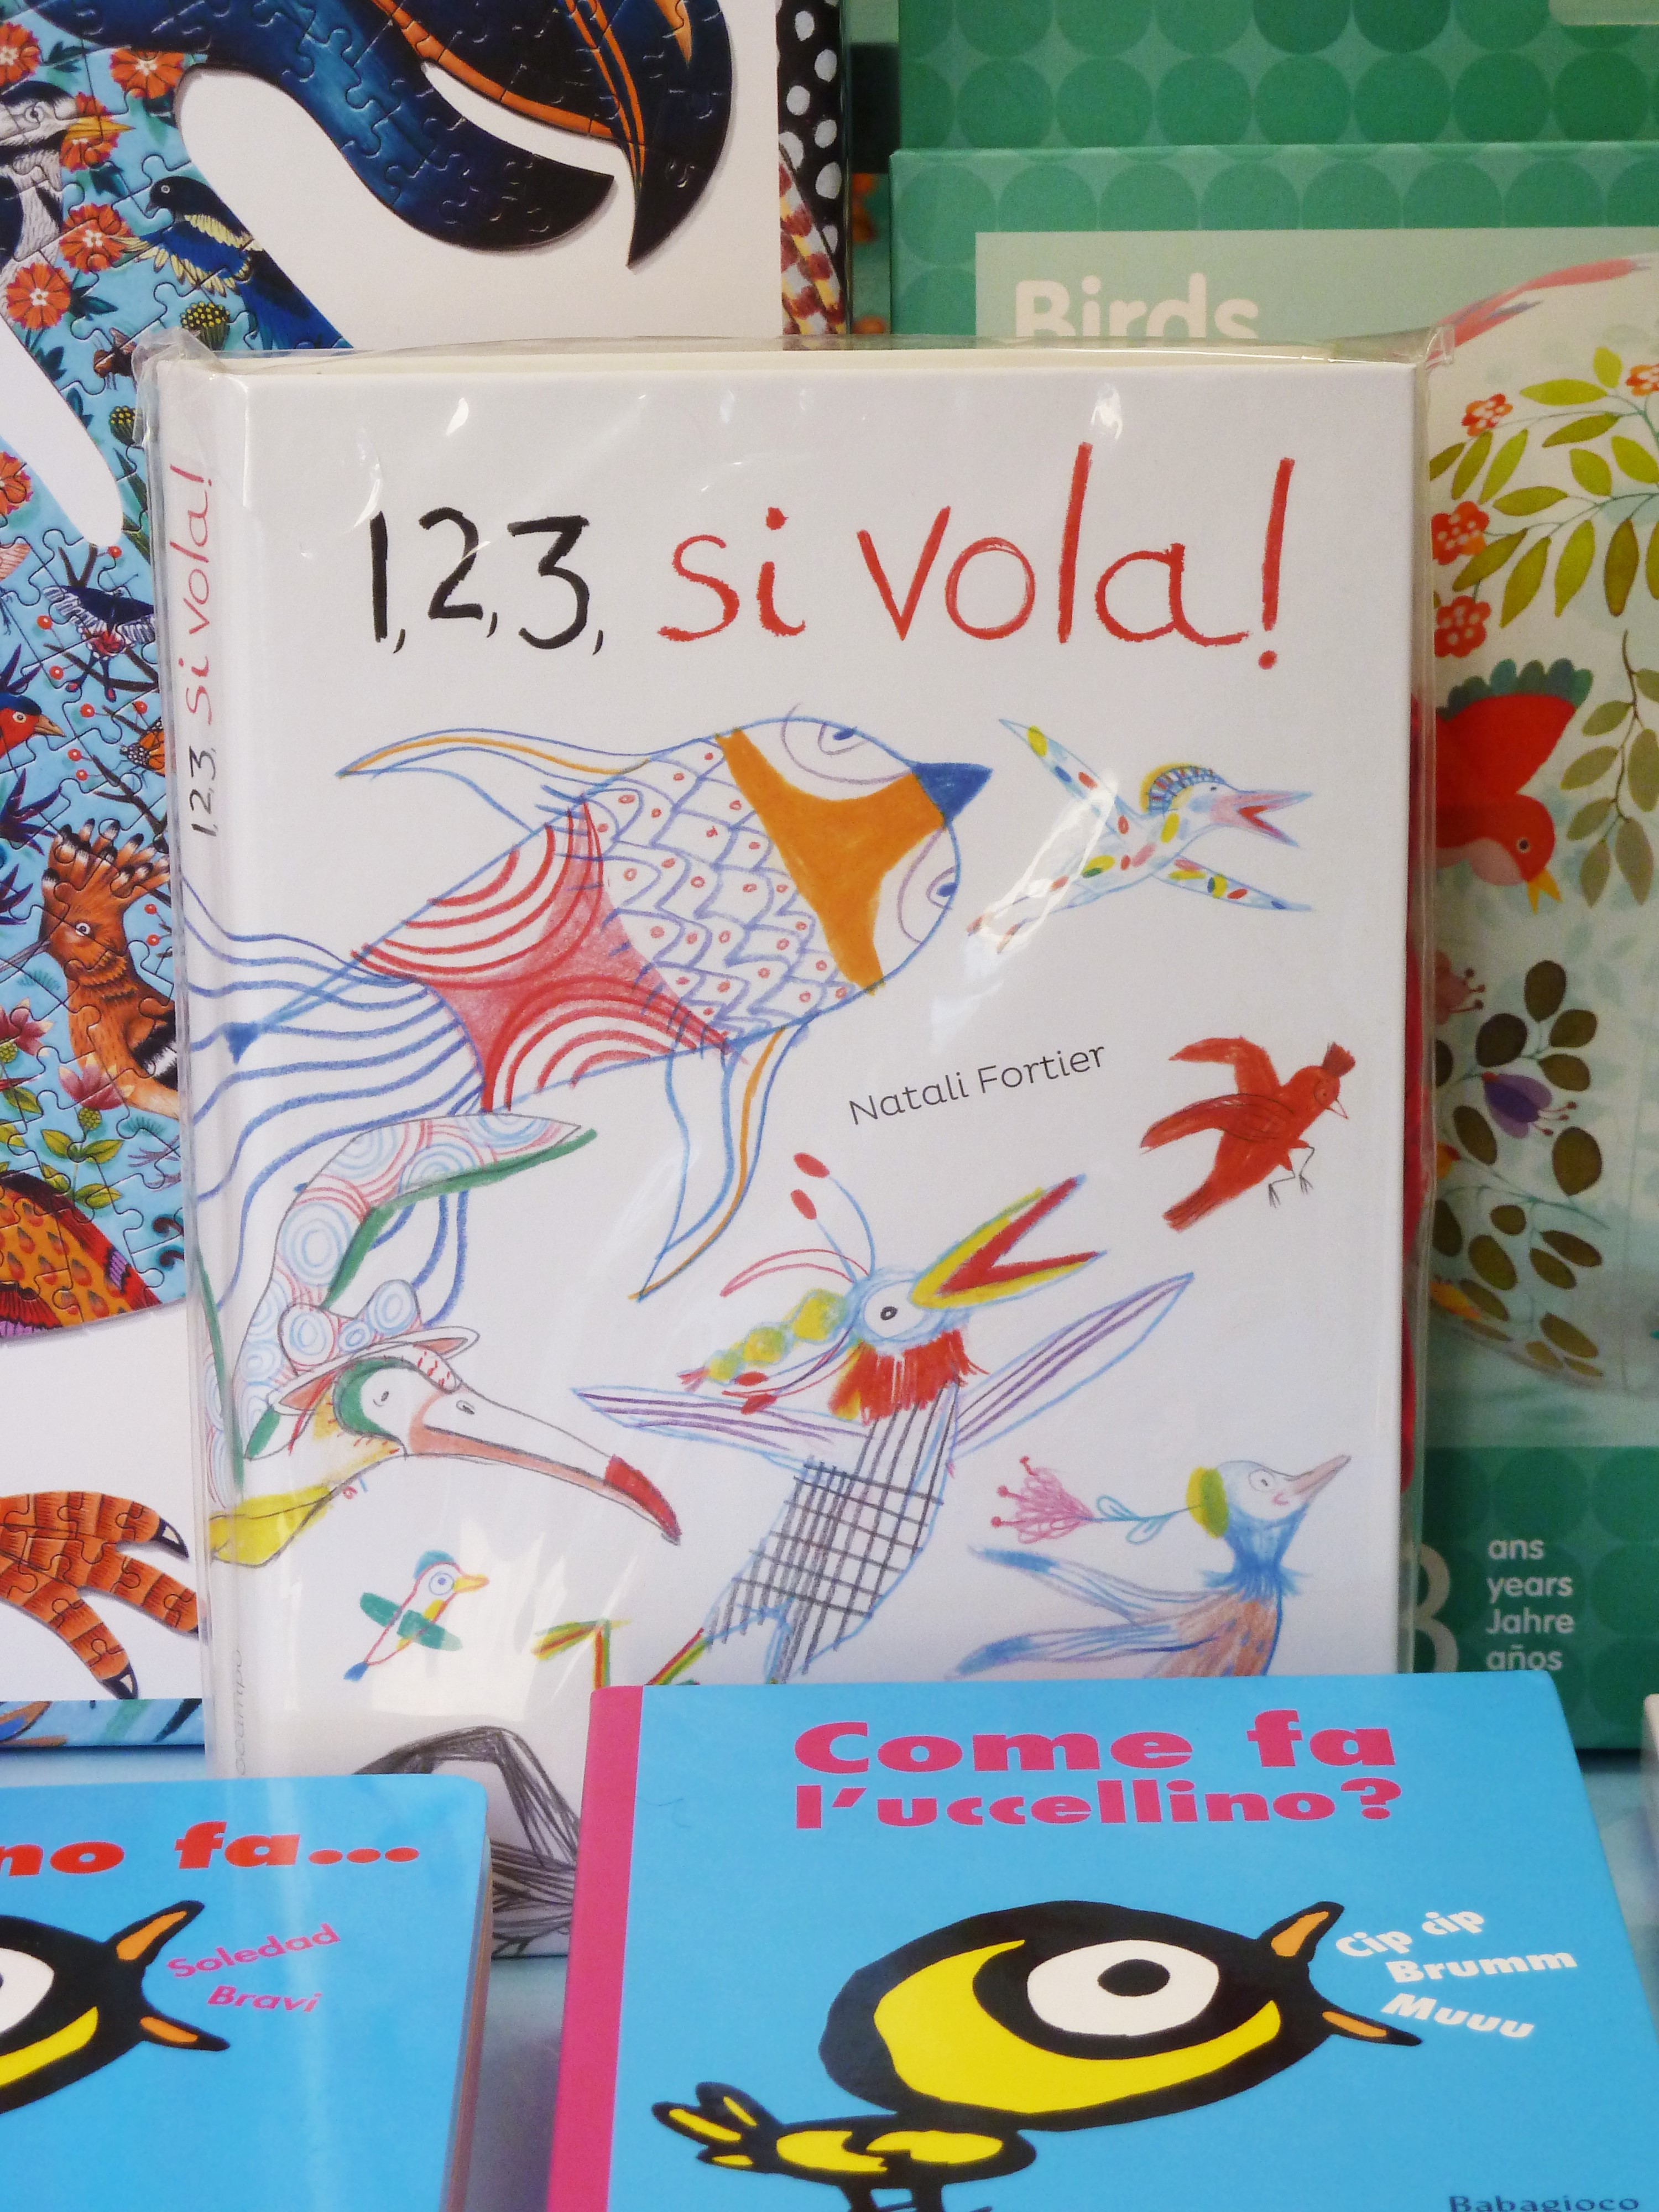 Birds
1,2,3, si vola!
1,2,3, si vola!
Natali Fortier
ans
years
Jahre
años
Come fa
l'uccellino?
no fa...
Soledad
Bravi
Cip cip
Brumm
Muuu
Babagioco